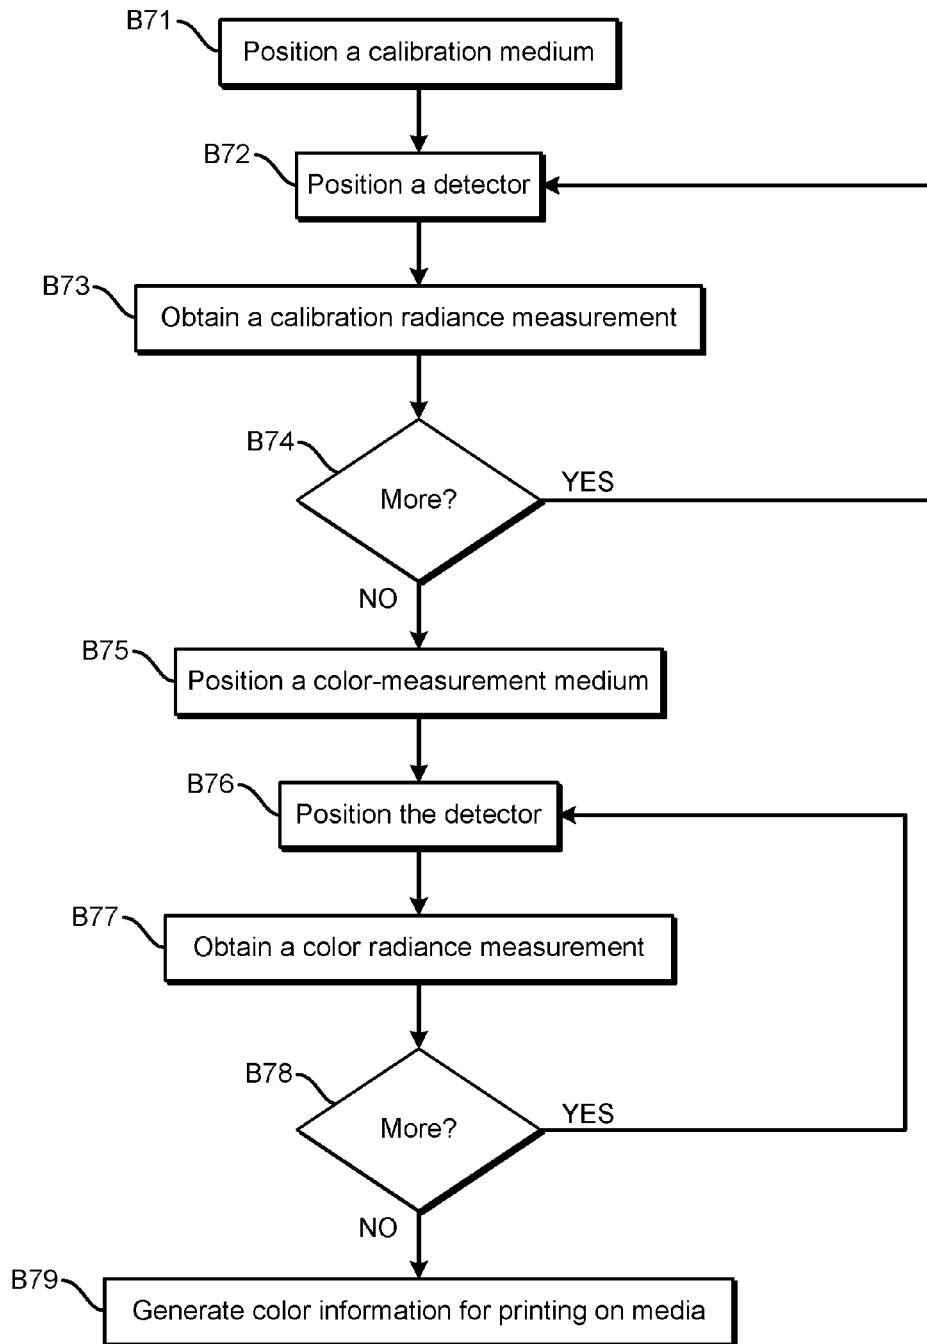 B71
Position a calibration medium
B72
Position a detector
B73
Obtain a calibration radiance measurement
B74
More?
YES
NO
B75
Position a color-measurement medium
B76
Position the detector
B77
Obtain a color radiance measurement
B78
More?
YES
NO
B79
Generate color information for printing on media